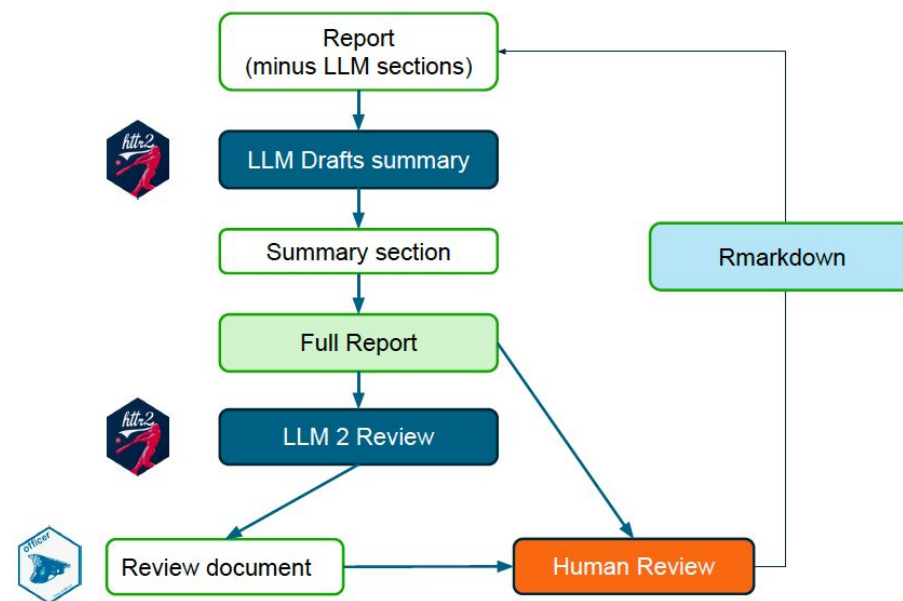 Report
(minus LLM sections)
httr2
LLM Drafts summary
Summary section
Rmarkdown
Full Report
httr2
LLM 2 Review
officer
Review document
Human Review